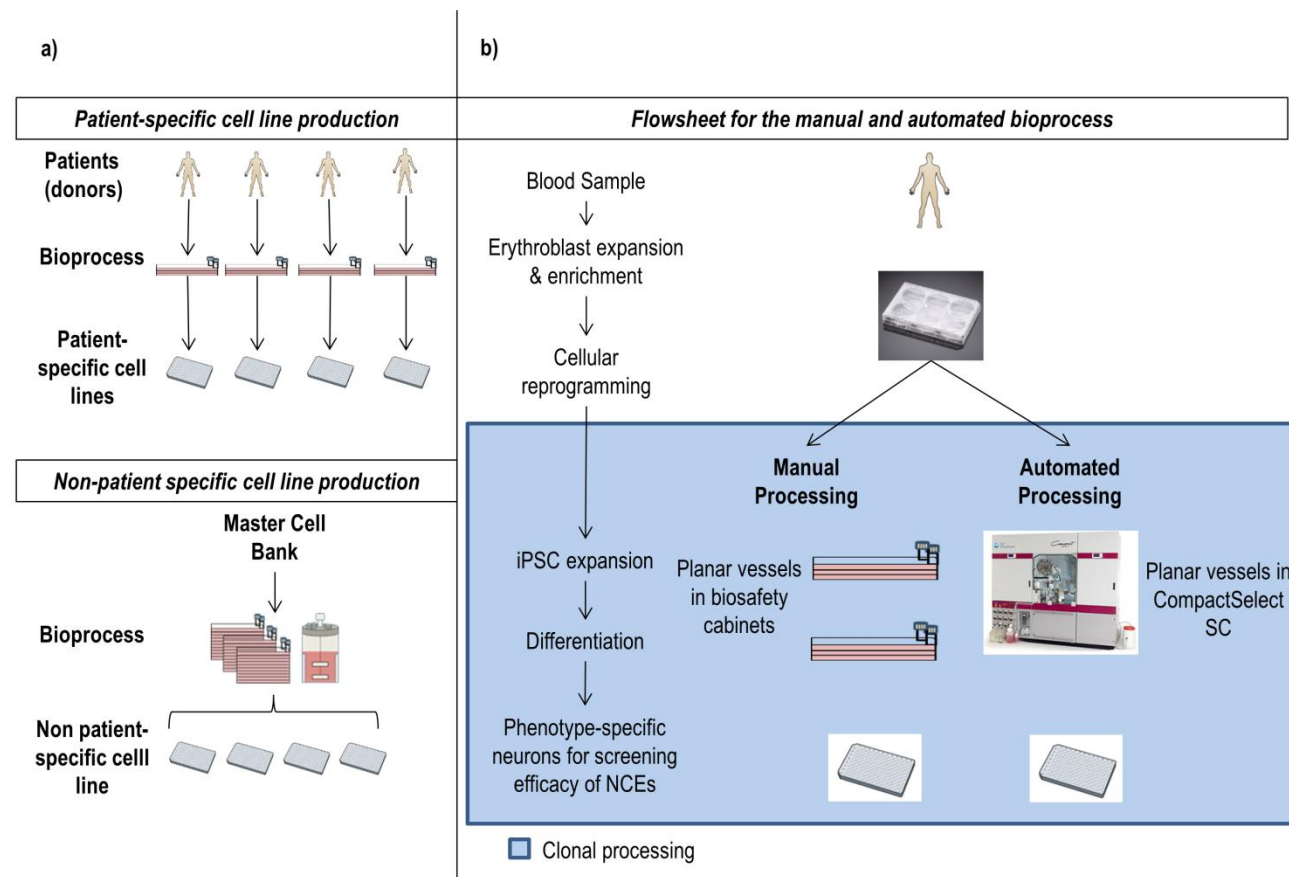 a)
Patient-specific cell line production
Patients
(donors)
Bioprocess
Patient-
specific cell
lines
Non-patient specific cell line production
Master Cell
Bank
Bioprocess
Non patient-
specific celll
line
b)
Flowsheet for the manual and automated bioprocess
Blood Sample
Erythroblast expansion
& enrichment
Cellular
reprogramming
iPSC expansion
Differentiation
Phenotype-specific
neurons for screening
efficacy of NCEs
Manual
Processing
Planar vessels
in biosafety
cabinets
Automated
Processing
Compact
Planar vessels in
CompactSelect
SC
Clonal processing